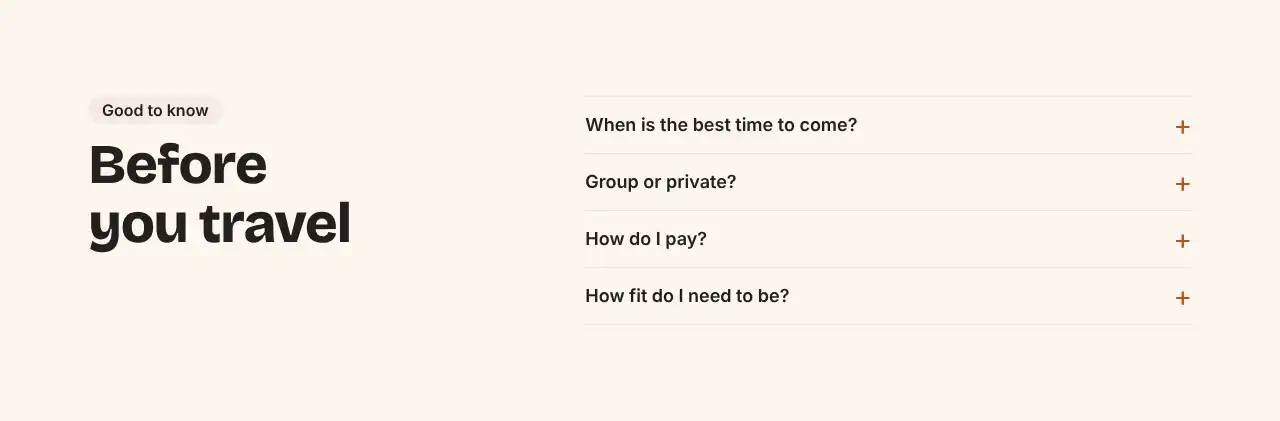 Good to know
Before
you travel
When is the best time to come?
Group or private?
How do I pay?
How fit do I need to be?